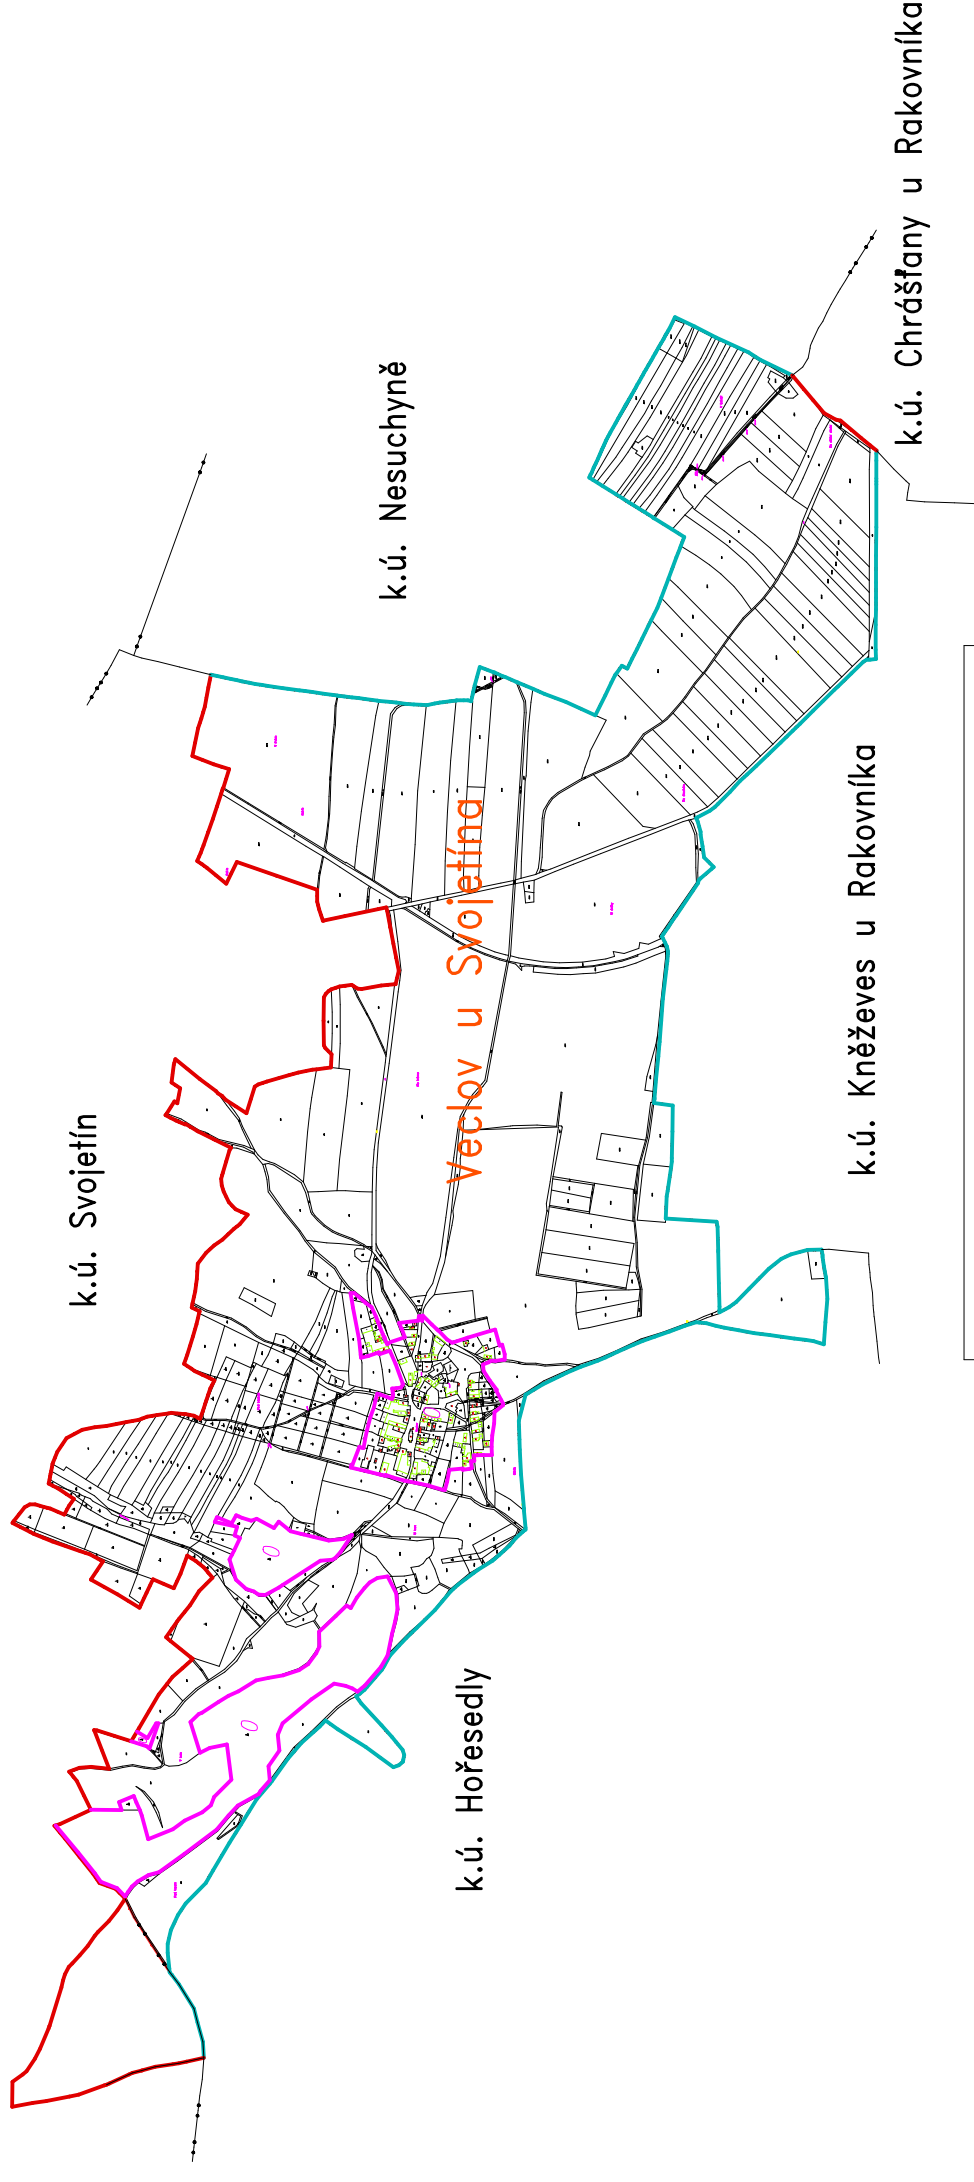 k.ú. Svojetín
k.ú. Nesuchyně
Veclov u Svojetína
k.ú. Hořesedly
k.ú. Kněževes u Rakovníka
k.ú. Chrášťany u Rakovníka